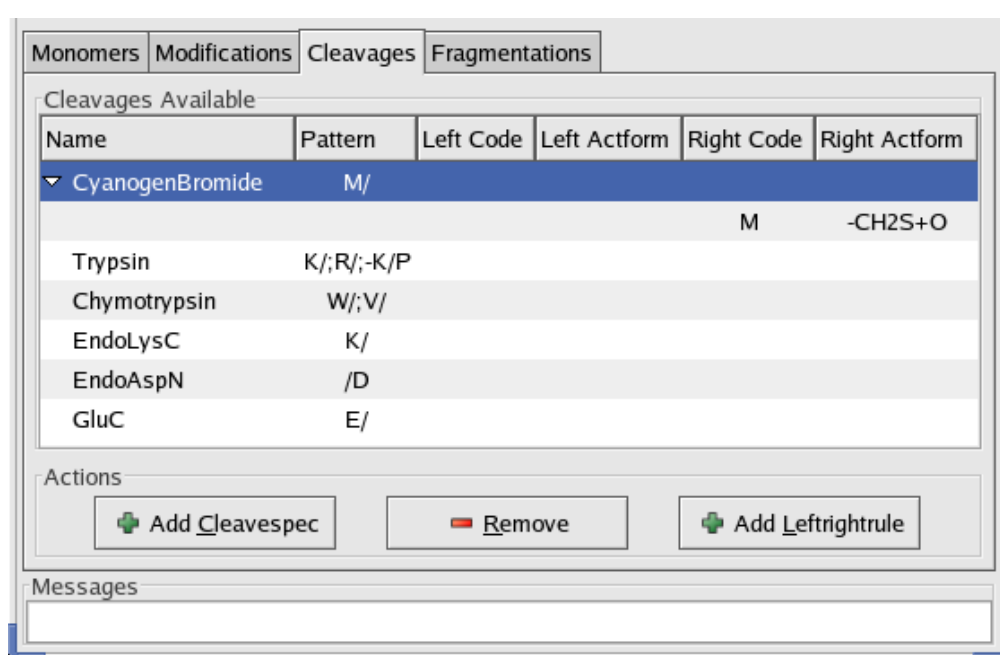 Monomers Modifications Cleavages Fragmentations
Cleavages Available
Name Pattern Left Code Left Actform Right Code Right Actform
CyanogenBromide M/
M -CH2S+O
Trypsin K/;R/;-K/P
Chymotrypsin W/;V/
EndoLysC K/
EndoAspN /D
GluC E/
Actions
Add Cleavespec Remove Add Leftrightrule
Messages